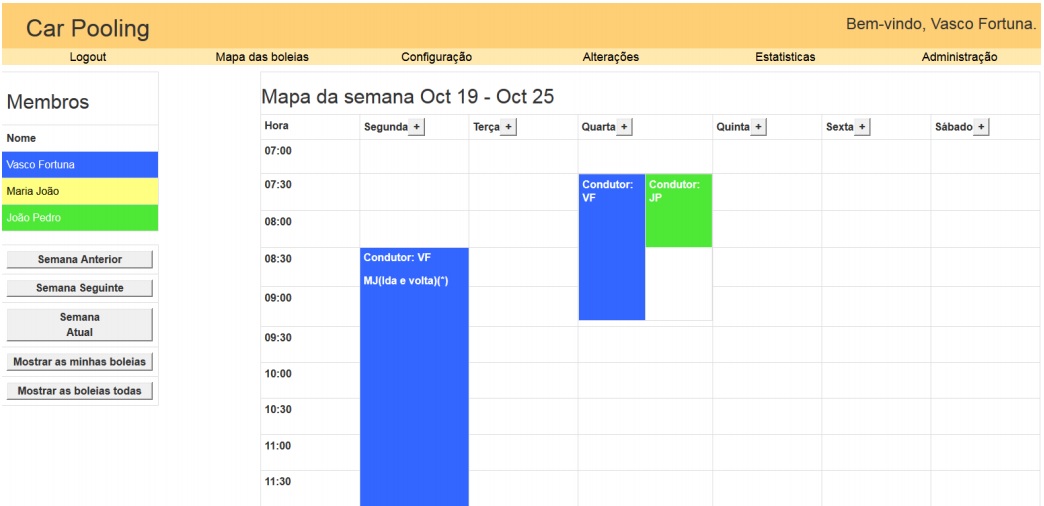 Car Pooling
Bem-vindo, Vasco Fortuna.
Logout
Mapa das boleias
Configuração
Alterações
Estatisticas
Administração
Membros
Nome
Vasco Fortuna
Maria João
João Pedro
Semana Anterior
Semana Seguinte
Semana
Atual
Mostrar as minhas boleias
Mostrar as boleias todas
Mapa da semana Oct 19 - Oct 25
Hora Segunda + Terça + Quarta + Quinta + Sexta + Sábado +
07:00
07:30
Condutor:
VF
Condutor:
JP
08:00
08:30
Condutor: VF
MJ(Ida e volta)(*)
09:00
09:30
10:00
10:30
11:00
11:30